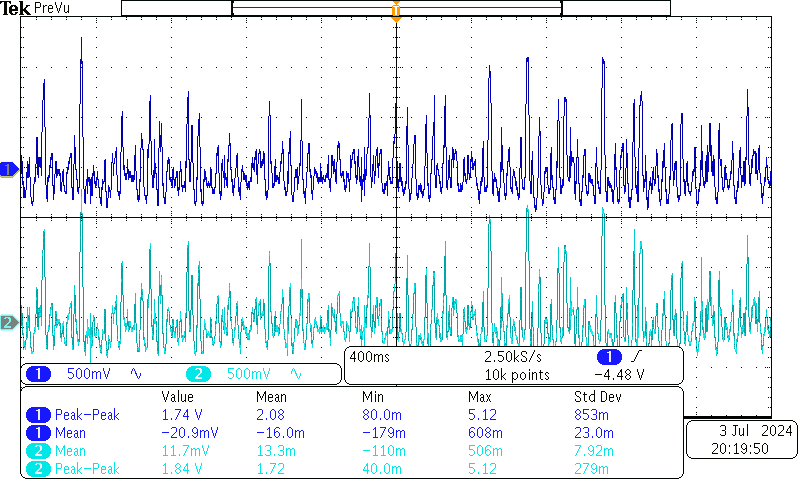 Tek PreVu
T
1
2
1 500mV 2 500mV
400ms 2.50kS/s 1
10k points −4.48 V
Value Mean Min Max Std Dev
1 Peak–Peak 1.74 V 2.08 80.0m 5.12 853m
1 Mean −20.9mV −16.0m −179m 608m 23.0m
2 Mean 11.7mV 13.3m −110m 506m 7.92m
2 Peak–Peak 1.84 V 1.72 40.0m 5.12 279m
3 Jul 2024
20:19:50